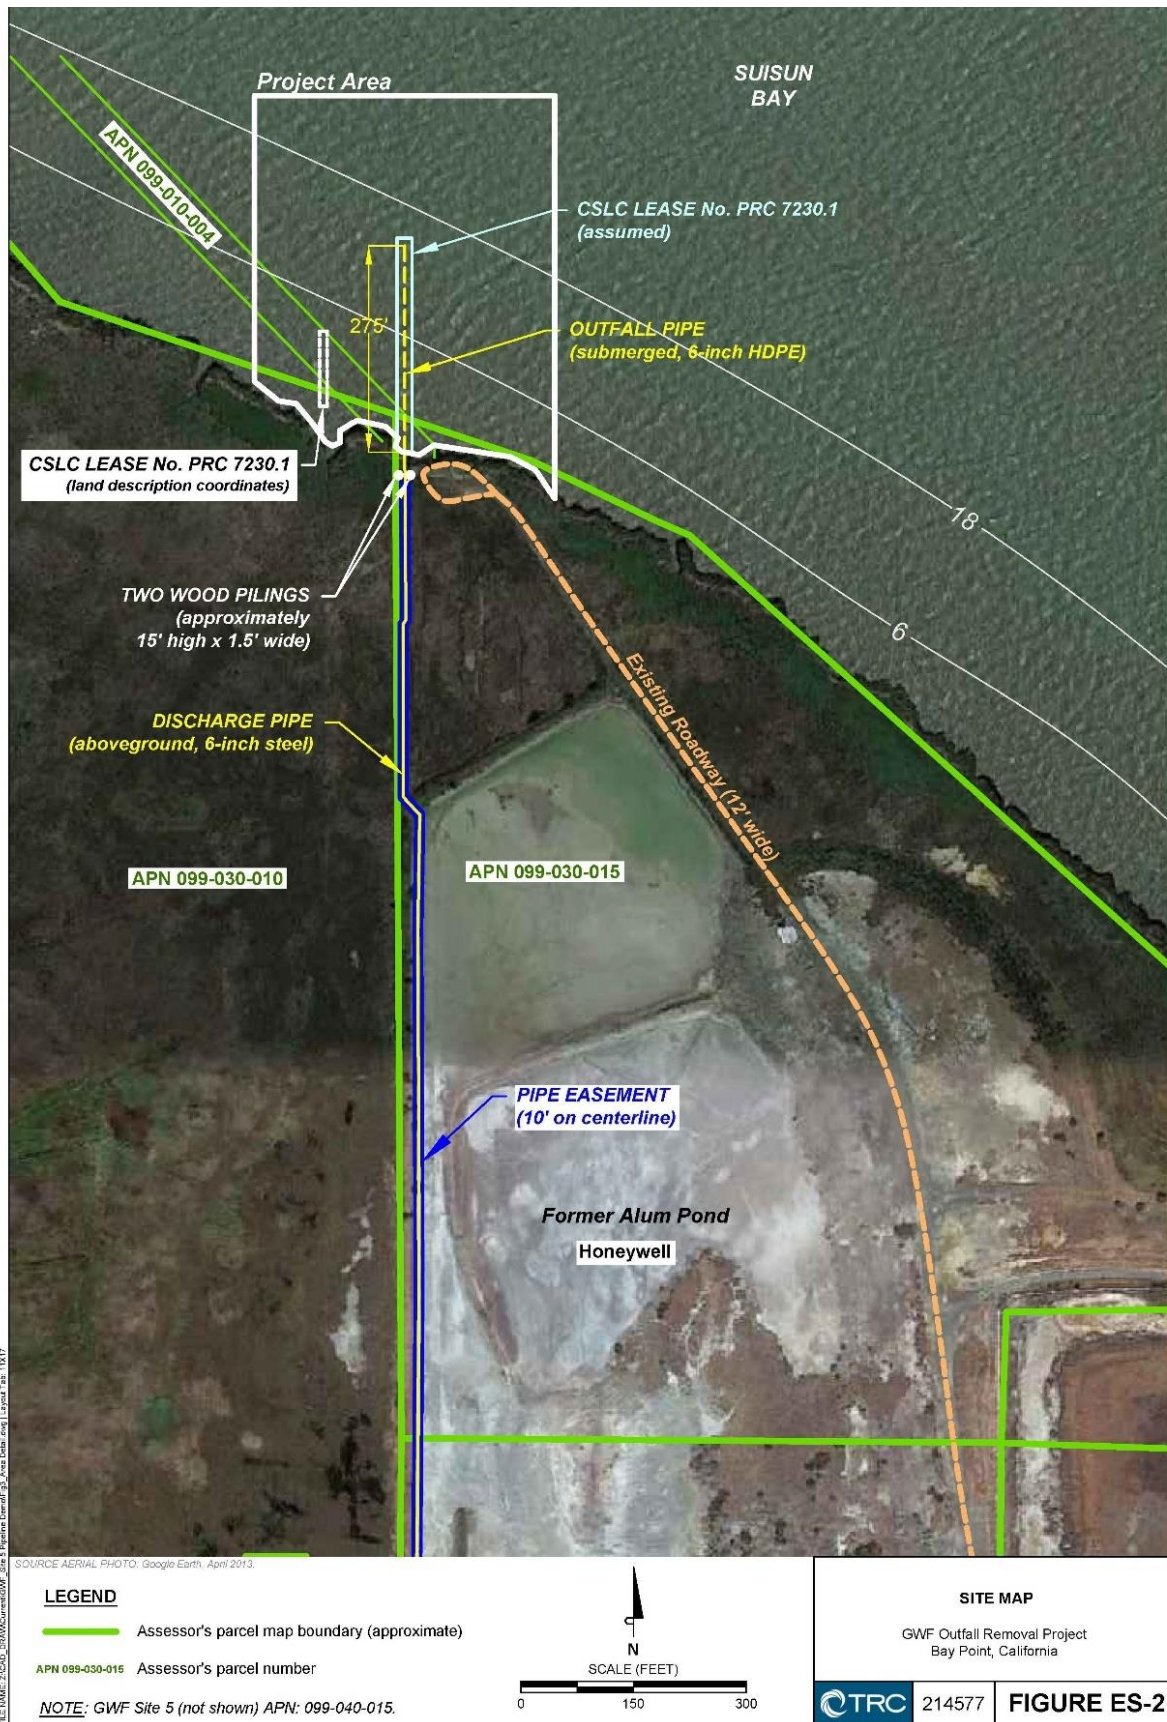 Project Area
SUISUN
BAY
APN 099-010-004
CSLC LEASE No. PRC 7230.1
(assumed)
275'
OUTFALL PIPE
(submerged, 6-inch HDPE)
CSLC LEASE No. PRC 7230.1
(land description coordinates)
18
6
TWO WOOD PILINGS
(approximately
15' high x 1.5' wide)
Existing Roadway (12' wide)
DISCHARGE PIPE
(aboveground, 6-inch steel)
APN 099-030-010
APN 099-030-015
PIPE EASEMENT
(10' on centerline)
Former Alum Pond
Honeywell
SOURCE AERIAL PHOTO: Google Earth, April 2013.
LEGEND
Assessor's parcel map boundary (approximate)
APN 099-030-015 Assessor's parcel number
NOTE: GWF Site 5 (not shown) APN: 099-040-015.
N
SCALE (FEET)
0 150 300
SITE MAP
GWF Outfall Removal Project
Bay Point, California
TRC 214577 FIGURE ES-2